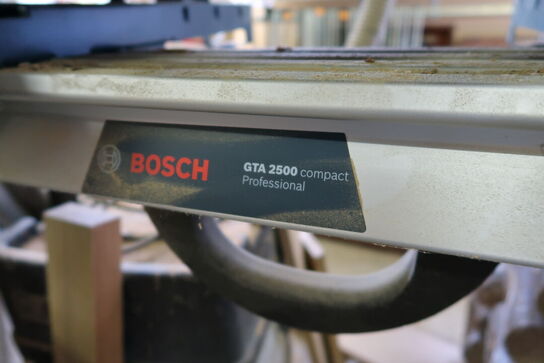 BOSCH GTA 2500 compact
Professional